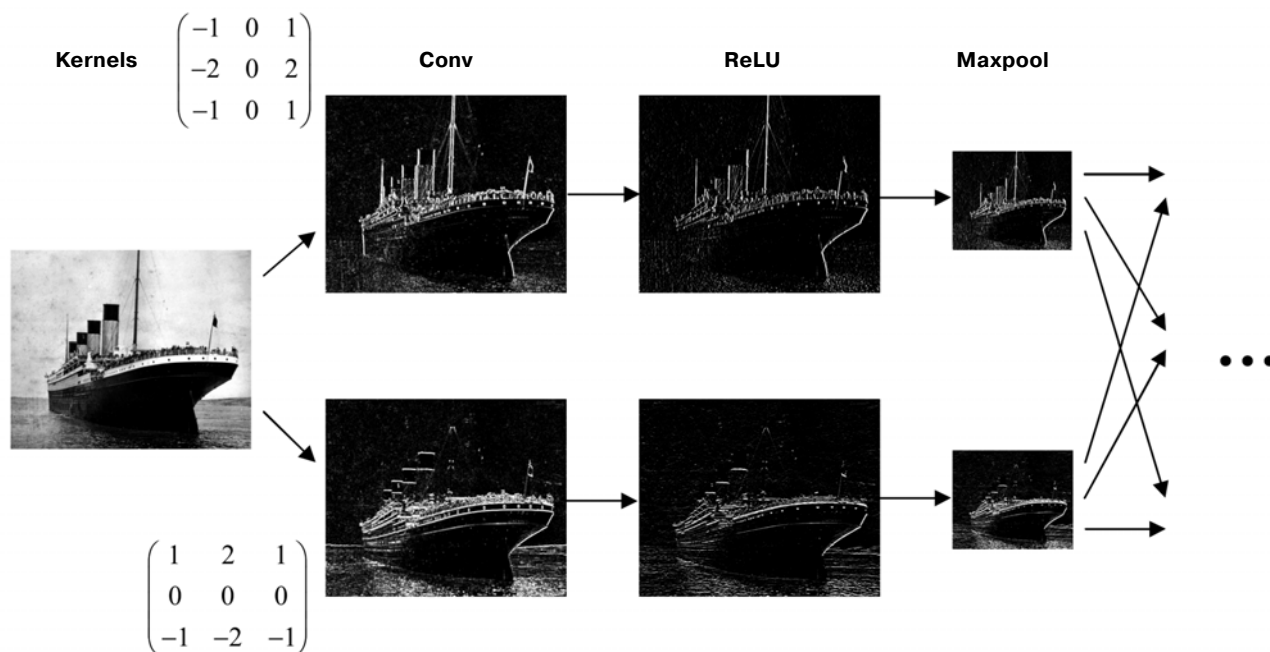 Kernels
−1 0 1
−2 0 2
−1 0 1
Conv
ReLU
Maxpool
1 2 1
0 0 0
−1 −2 −1